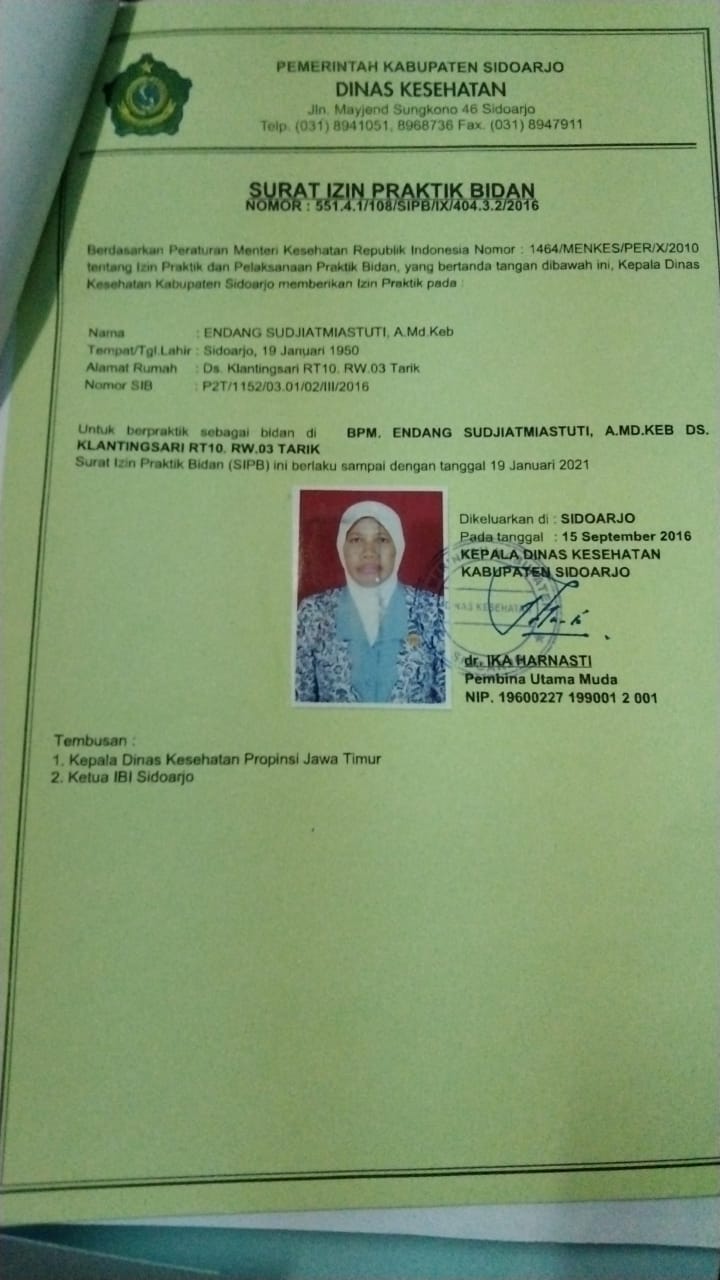 PEMERINTAH KABUPATEN SIDOARJO
DINAS KESEHATAN
Jln. Mayjend Sungkono 46 Sidoarjo
Telp. (031) 8941051, 8968736 Fax. (031) 8947911
SURAT IZIN PRAKTIK BIDAN
NOMOR : 551.4.1/108/SIPB/IX/404.3.2/2016
Berdasarkan Peraturan Menteri Kesehatan Republik Indonesia Nomor : 1464/MENKES/PER/X/2010
tentang Izin Praktik dan Pelaksanaan Praktik Bidan, yang bertanda tangan dibawah ini, Kepala Dinas
Kesehatan Kabupaten Sidoarjo memberikan Izin Praktik pada :
Nama : ENDANG SUDJIATMIASTUTI, A.Md.Keb
Tempat/Tgl.Lahir : Sidoarjo, 19 Januari 1950
Alamat Rumah : Ds. Klantingsari RT10. RW.03 Tarik
Nomor SIB : P2T/1152/03.01/02/III/2016
Untuk berpraktik sebagai bidan di BPM. ENDANG SUDJIATMIASTUTI, A.MD.KEB DS.
KLANTINGSARI RT10. RW.03 TARIK
Surat Izin Praktik Bidan (SIPB) ini berlaku sampai dengan tanggal 19 Januari 2021
Dikeluarkan di : SIDOARJO
Pada tanggal : 15 September 2016
KEPALA DINAS KESEHATAN
KABUPATEN SIDOARJO
DINAS KESEHATAN
dr. IKA HARNASTI
Pembina Utama Muda
NIP. 19600227 199001 2 001
Tembusan :
1. Kepala Dinas Kesehatan Propinsi Jawa Timur
2. Ketua IBI Sidoarjo